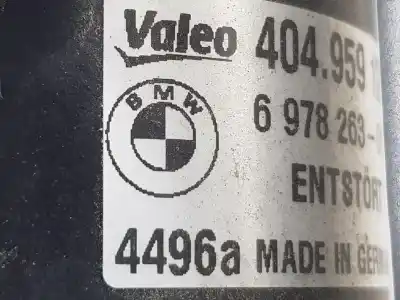 Valeo 404.959
BMW
6 978 263-
ENTSTÖRT
4496a MADE IN GERM